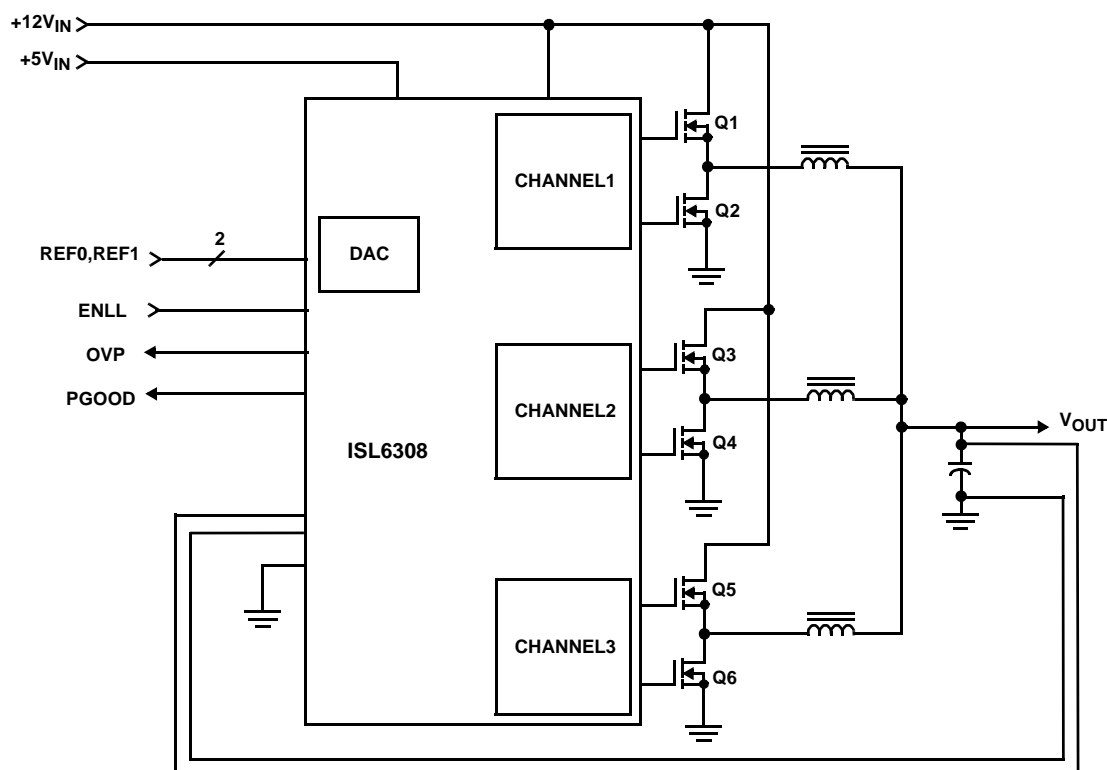 +12VIN
+5VIN
Q1
CHANNEL1
Q2
2
REF0,REF1
DAC
ENLL
OVP
Q3
PGOOD
CHANNEL2
VOUT
Q4
ISL6308
Q5
CHANNEL3
Q6